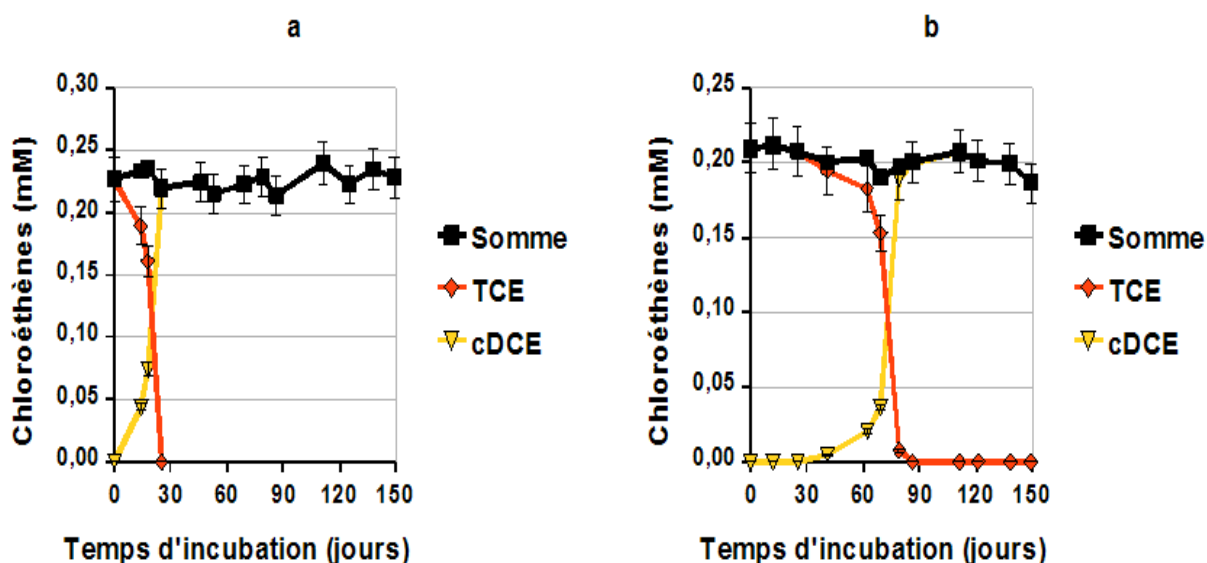 a
0,30
0,25
0,20
0,15
0,10
0,05
0,00
Chloroéthènes (mM)
0 30 60 90 120 150
Temps d'incubation (jours)
Somme
TCE
cDCE
b
0,25
0,20
0,15
0,10
0,05
0,00
Chloroéthènes (mM)
0 30 60 90 120 150
Temps d'incubation (jours)
Somme
TCE
cDCE